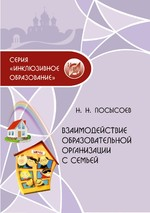 СЕРИЯ
«ИНКЛЮЗИВНОЕ
ОБРАЗОВАНИЕ»
Н. Н. ПОСЫСОЕВ
ВЗАИМОДЕЙСТВИЕ
ОБРАЗОВАТЕЛЬНОЙ
ОРГАНИЗАЦИИ
С СЕМЬЕЙ